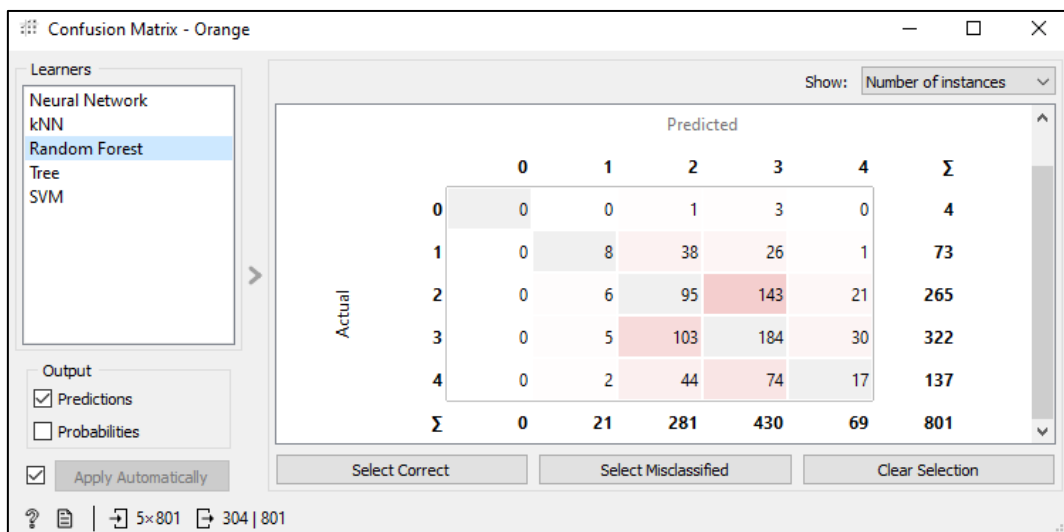 Confusion Matrix - Orange
Learners
Neural Network
kNN
Random Forest
Tree
SVM
Output
Predictions
Probabilities
Apply Automatically
Show: Number of instances
Predicted
0 1 2 3 4 Σ
Actual
0 0 0 1 3 0 4
1 0 8 38 26 1 73
2 0 6 95 143 21 265
3 0 5 103 184 30 322
4 0 2 44 74 17 137
Σ 0 21 281 430 69 801
Select Correct Select Misclassified Clear Selection
? 5×801 304 | 801